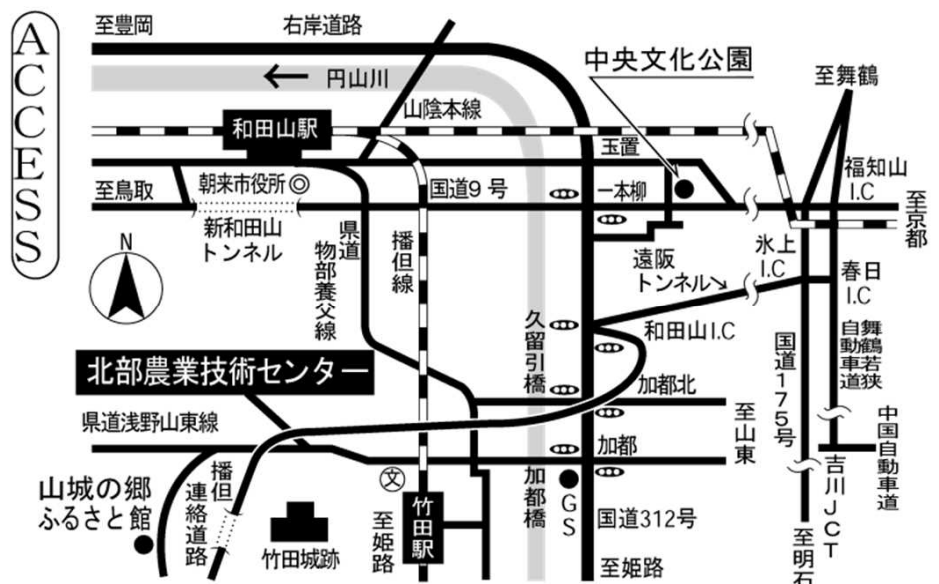 ACCESS
至豊岡
右岸道路
中央文化公園
至舞鶴
円山川
山陰本線
和田山駅
玉置
福知山
I.C
至鳥取
朝来市役所
国道9号
一本柳
至京都
新和田山
トンネル
県道
物部養父線
播但線
遠阪
トンネル
氷上
I.C
春日
I.C
N
久留引橋
和田山I.C
国道175号
舞鶴若狭
自動車道
北部農業技術センター
加都北
県道浅野山東線
至山東
中国自動車道
加都
山城の郷
ふるさと館
播但
連絡道路
文
竹田駅
加都橋
GS
国道312号
吉川JCT
竹田城跡
至姫路
至姫路
至明石